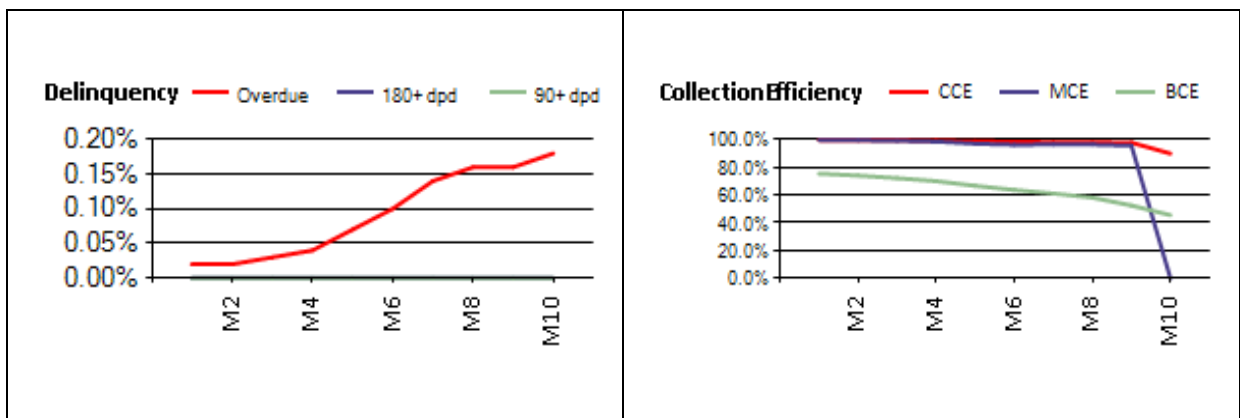 Delinquency Overdue 180+ dpd 90+ dpd
0.20%
0.15%
0.10%
0.05%
0.00%
M2 M4 M6 M8 M10
CollectionEfficiency CCE MCE BCE
100.0%
80.0%
60.0%
40.0%
20.0%
0.0%
M2 M4 M6 M8 M10